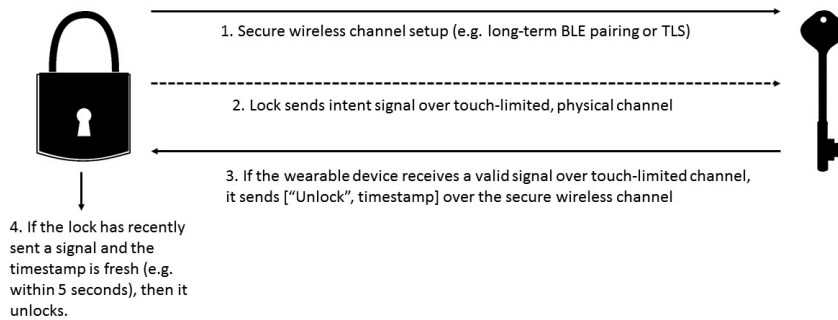 1. Secure wireless channel setup (e.g. long-term BLE pairing or TLS)
2. Lock sends intent signal over touch-limited, physical channel
3. If the wearable device receives a valid signal over touch-limited channel,
it sends [“Unlock”, timestamp] over the secure wireless channel
4. If the lock has recently
sent a signal and the
timestamp is fresh (e.g.
within 5 seconds), then it
unlocks.